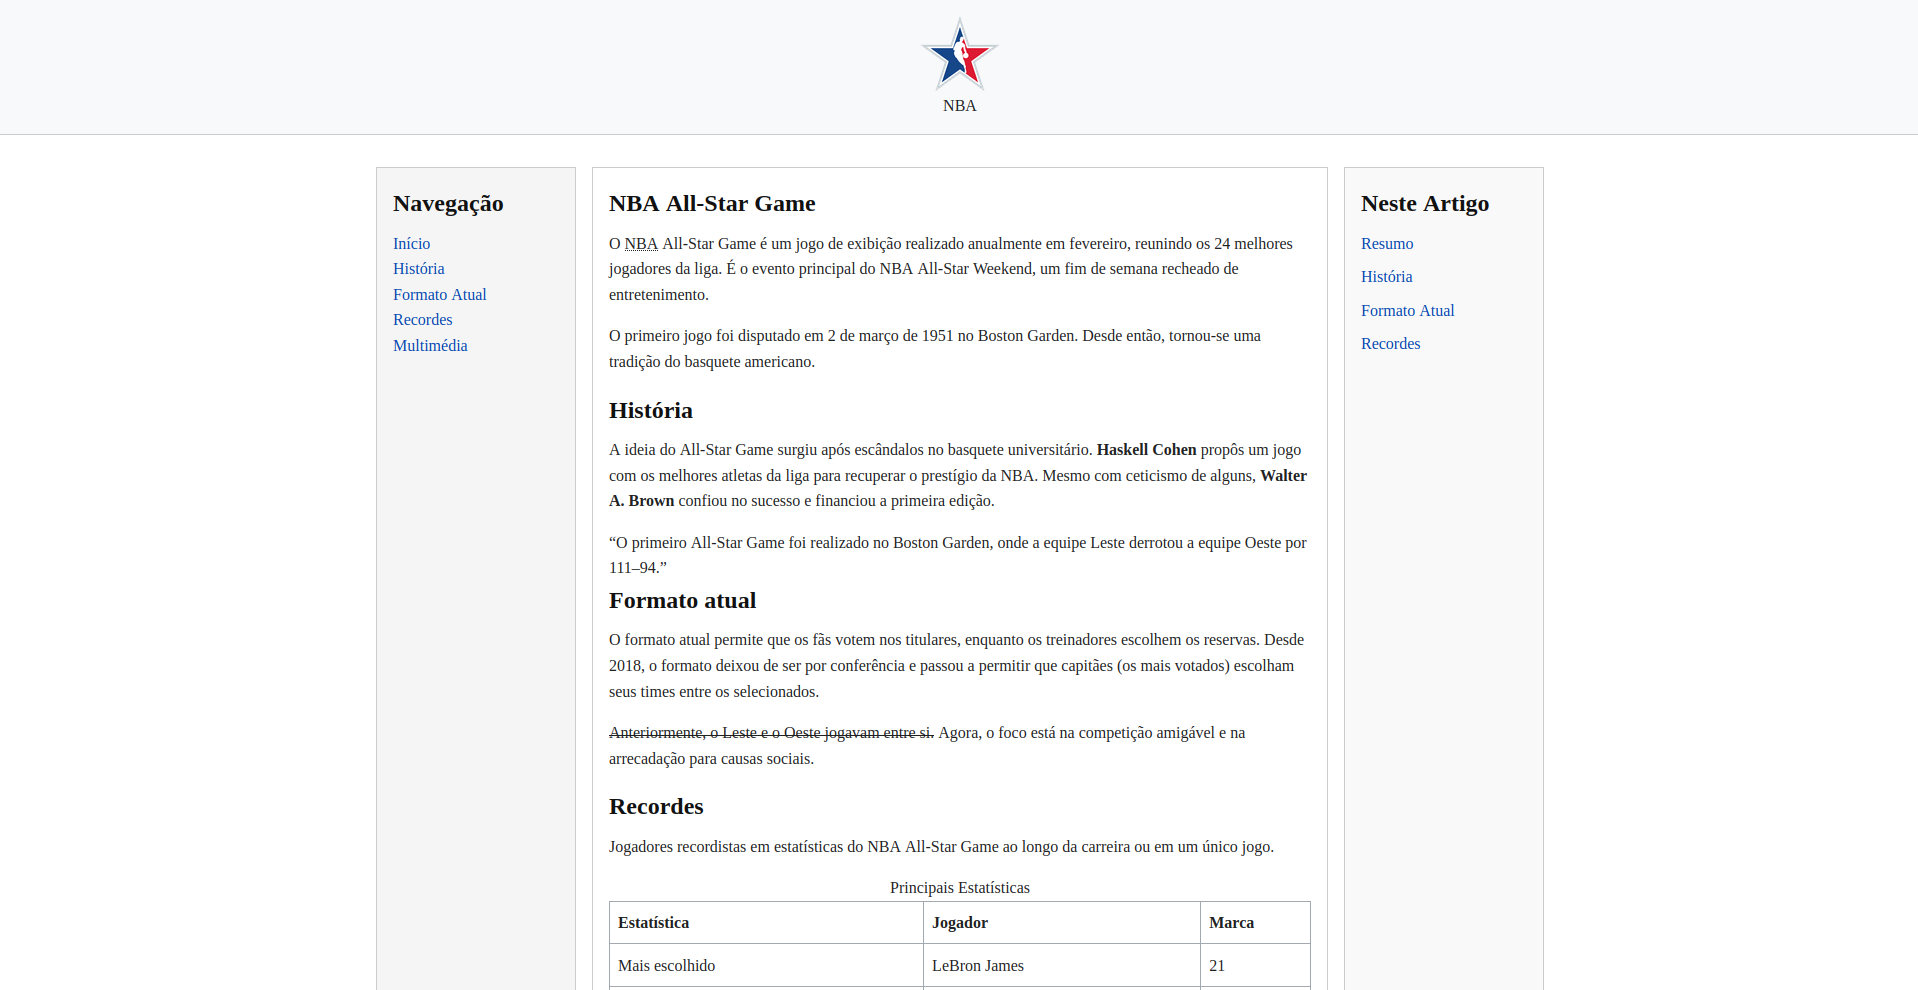 NBA
Navegação
Início
História
Formato Atual
Recordes
Multimédia
NBA All-Star Game
O NBA All-Star Game é um jogo de exibição realizado anualmente em fevereiro, reunindo os 24 melhores
jogadores da liga. É o evento principal do NBA All-Star Weekend, um fim de semana recheado de
entretenimento.
O primeiro jogo foi disputado em 2 de março de 1951 no Boston Garden. Desde então, tornou-se uma
tradição do basquete americano.
História
A ideia do All-Star Game surgiu após escândalos no basquete universitário. Haskell Cohen propôs um jogo
com os melhores atletas da liga para recuperar o prestígio da NBA. Mesmo com ceticismo de alguns, Walter
A. Brown confiou no sucesso e financiou a primeira edição.
“O primeiro All-Star Game foi realizado no Boston Garden, onde a equipe Leste derrotou a equipe Oeste por
111–94.”
Formato atual
O formato atual permite que os fãs votem nos titulares, enquanto os treinadores escolhem os reservas. Desde
2018, o formato deixou de ser por conferência e passou a permitir que capitães (os mais votados) escolham
seus times entre os selecionados.
Anteriormente, o Leste e o Oeste jogavam entre si. Agora, o foco está na competição amigável e na
arrecadação para causas sociais.
Recordes
Jogadores recordistas em estatísticas do NBA All-Star Game ao longo da carreira ou em um único jogo.
Principais Estatísticas
Estatística Jogador Marca
Mais escolhido LeBron James 21
Neste Artigo
Resumo
História
Formato Atual
Recordes